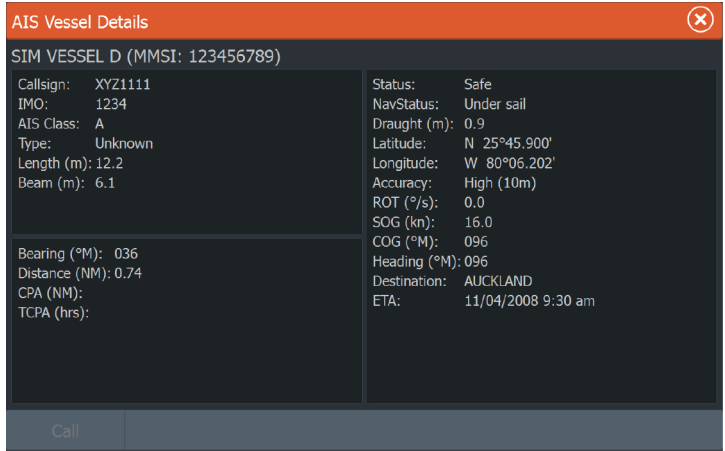 AIS Vessel Details
SIM VESSEL D (MMSI: 123456789)
Callsign: XYZ1111
IMO: 1234
AIS Class: A
Type: Unknown
Length (m): 12.2
Beam (m): 6.1
Bearing (°M): 036
Distance (NM): 0.74
CPA (NM):
TCPA (hrs):
Status: Safe
NavStatus: Under sail
Draught (m): 0.9
Latitude: N 25°45.900'
Longitude: W 80°06.202'
Accuracy: High (10m)
ROT (°/s): 0.0
SOG (kn): 16.0
COG (°M): 096
Heading (°M): 096
Destination: AUCKLAND
ETA: 11/04/2008 9:30 am
Call